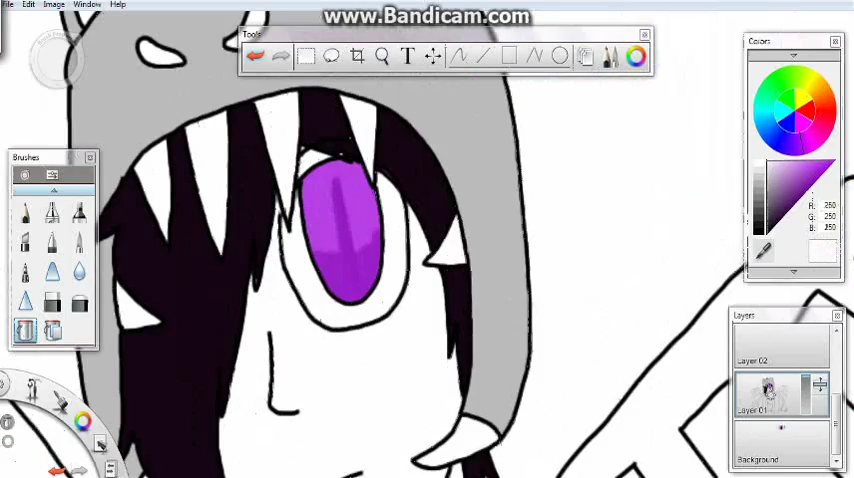 File Edit Image Window Help
www.Bandicam.com
Tools
T
Colors
R: 250
G: 250
B: 250
Brushes
Layers
Layer 02
Layer 01
Background